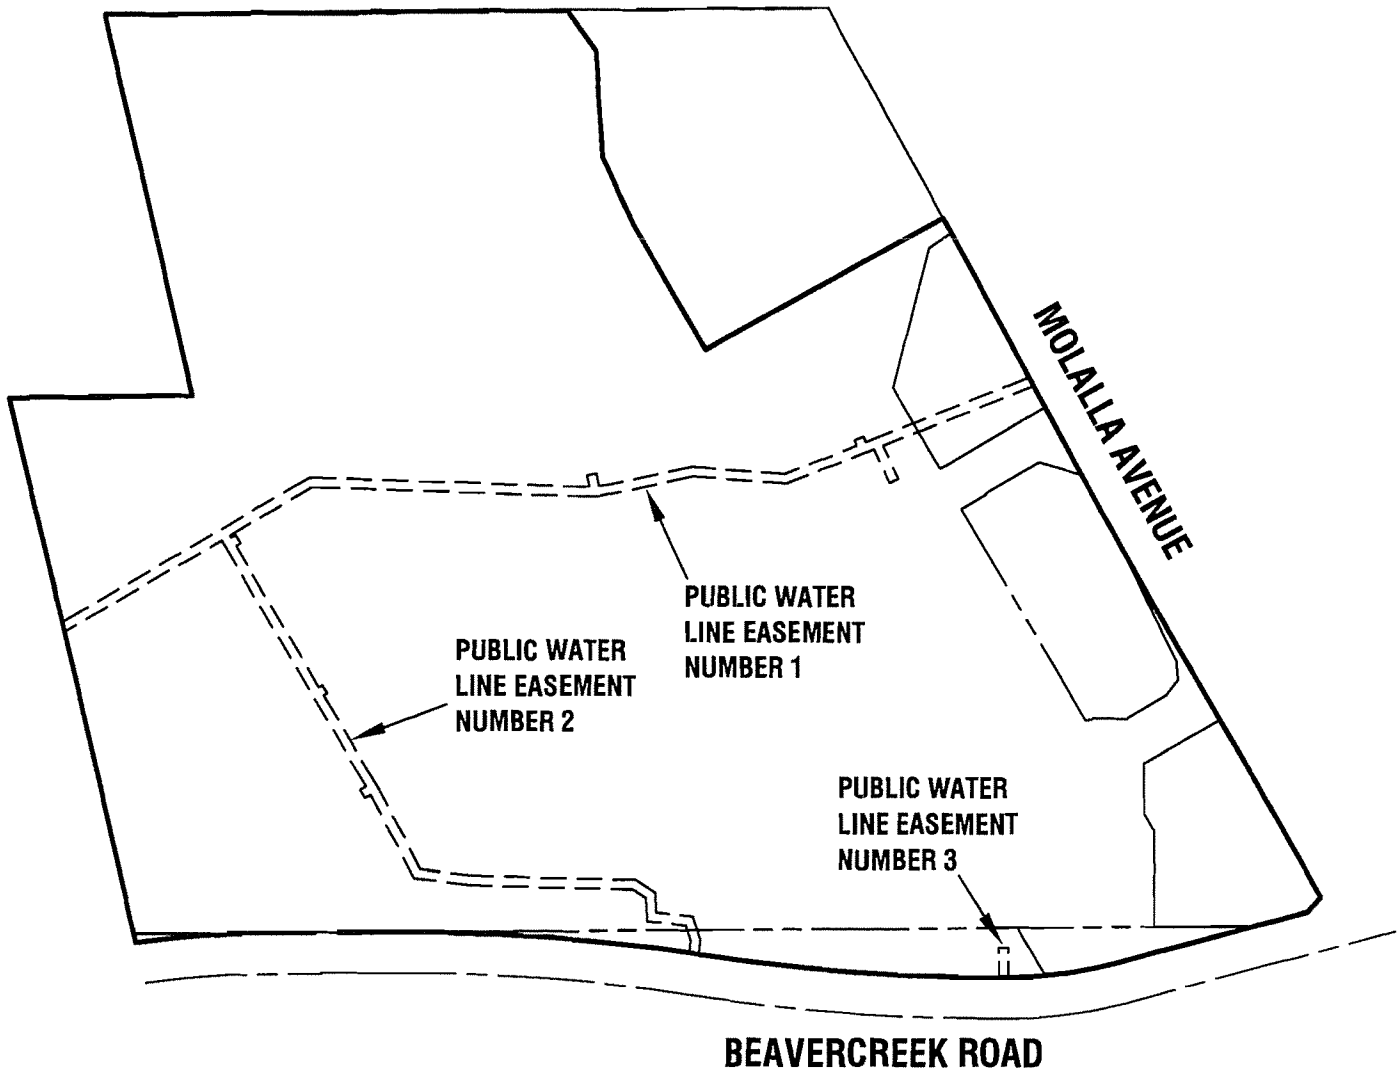 MOLALLA AVENUE
PUBLIC WATER
LINE EASEMENT
NUMBER 1
PUBLIC WATER
LINE EASEMENT
NUMBER 2
PUBLIC WATER
LINE EASEMENT
NUMBER 3
BEAVERCREEK ROAD